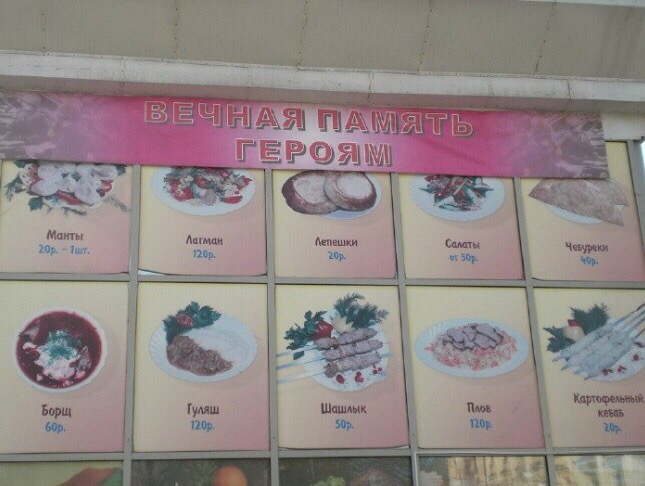 ВЕЧНАЯ ПАМЯТЬ
ГЕРОЯМ
Манты
20р. - 1шт.
Лагман
120р.
Лепешки
20р.
Салаты
от 50р.
Чебуреки
40р.
Борщ
60р.
Гуляш
120р.
Шашлык
50р.
Плов
120р.
Картофельный
кебаб
20р.